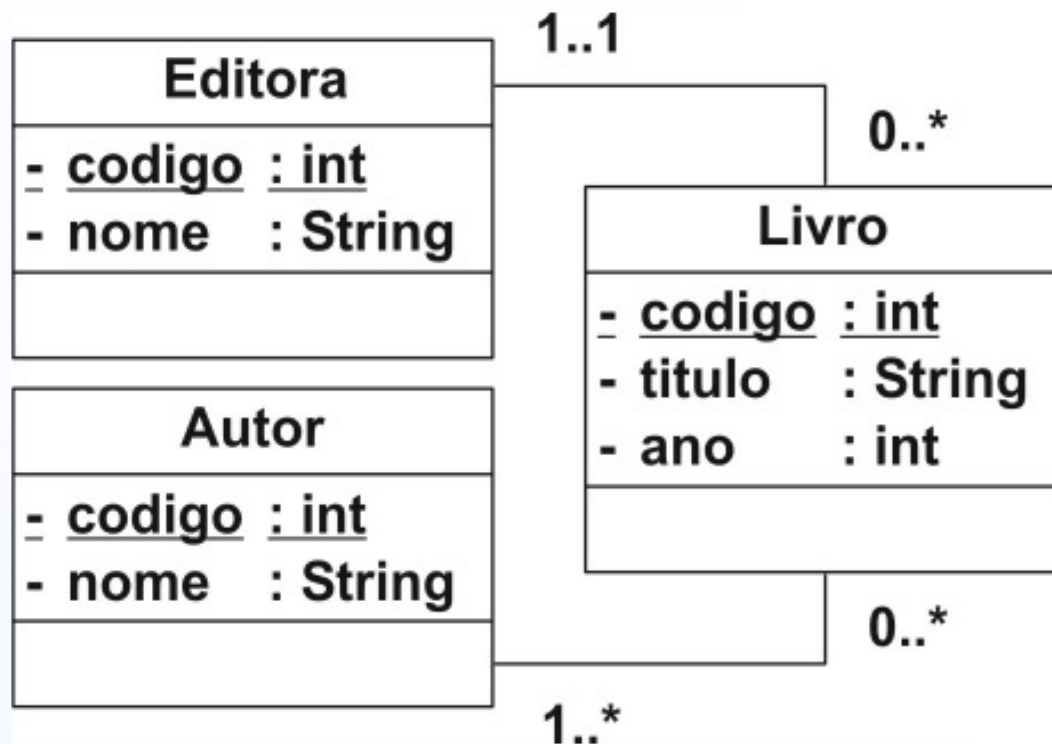 1..1
Editora
- codigo : int
- nome : String
0..*
Livro
- codigo : int
- titulo : String
- ano : int
Autor
- codigo : int
- nome : String
0..*
1..*